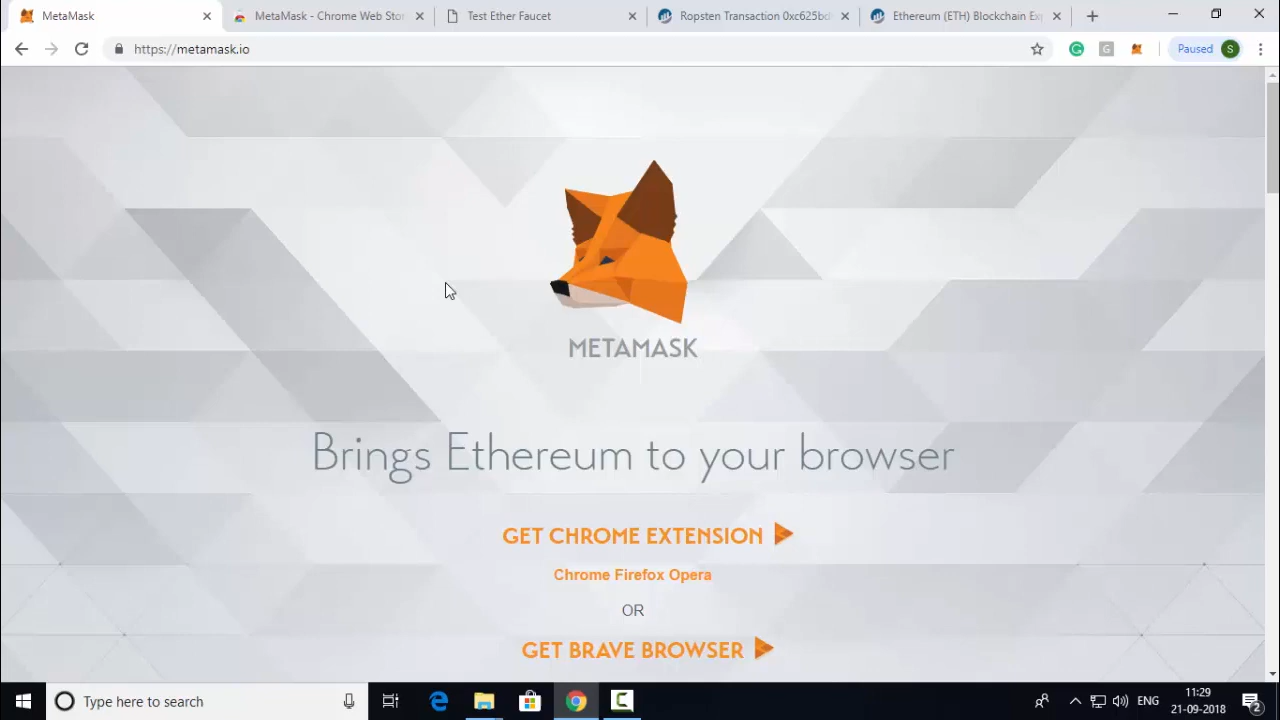 MetaMask
MetaMask - Chrome Web Stor
Test Ether Faucet
Ropsten Transaction 0xc625bd
Ethereum (ETH) Blockchain Exp
https://metamask.io
G
Paused
S
METAMASK
Brings Ethereum to your browser
GET CHROME EXTENSION
Chrome Firefox Opera
OR
GET BRAVE BROWSER
Type here to search
ENG
11:29
21-09-2018
2